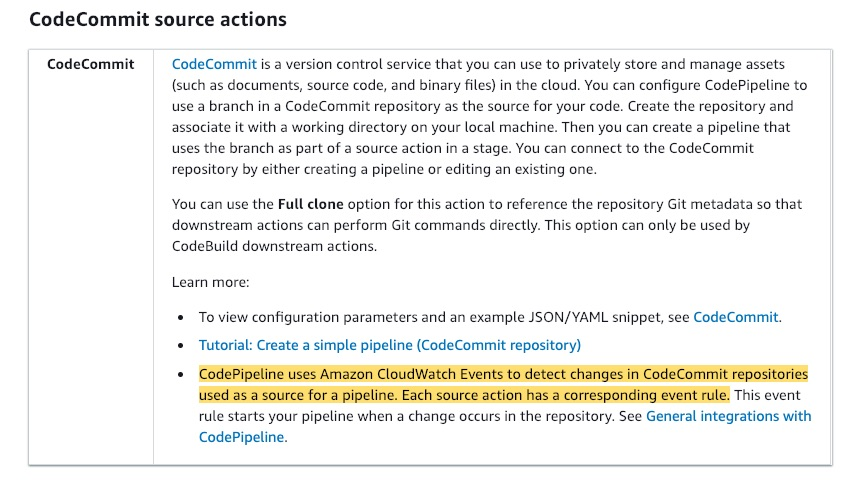 CodeCommit source actions
CodeCommit
CodeCommit is a version control service that you can use to privately store and manage assets
(such as documents, source code, and binary files) in the cloud. You can configure CodePipeline to
use a branch in a CodeCommit repository as the source for your code. Create the repository and
associate it with a working directory on your local machine. Then you can create a pipeline that
uses the branch as part of a source action in a stage. You can connect to the CodeCommit
repository by either creating a pipeline or editing an existing one.
You can use the Full clone option for this action to reference the repository Git metadata so that
downstream actions can perform Git commands directly. This option can only be used by
CodeBuild downstream actions.
Learn more:
• To view configuration parameters and an example JSON/YAML snippet, see CodeCommit.
• Tutorial: Create a simple pipeline (CodeCommit repository)
• CodePipeline uses Amazon CloudWatch Events to detect changes in CodeCommit repositories
used as a source for a pipeline. Each source action has a corresponding event rule. This event
rule starts your pipeline when a change occurs in the repository. See General integrations with
CodePipeline.